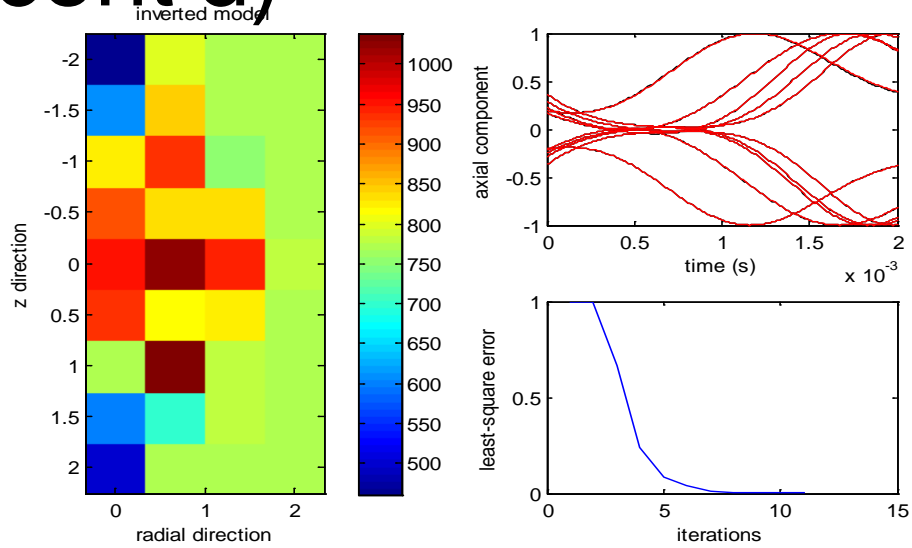 cont'd)
inverted model
-2
-1.5
-1
-0.5
0
0.5
1
1.5
2
z direction
0 1 2
radial direction
1000
950
900
850
800
750
700
650
600
550
500
1
0.5
0
-0.5
-1
axial component
0 0.5 1 1.5 2
time (s)
x 10^-3
1
0.5
0
least-square error
0 5 10 15
iterations